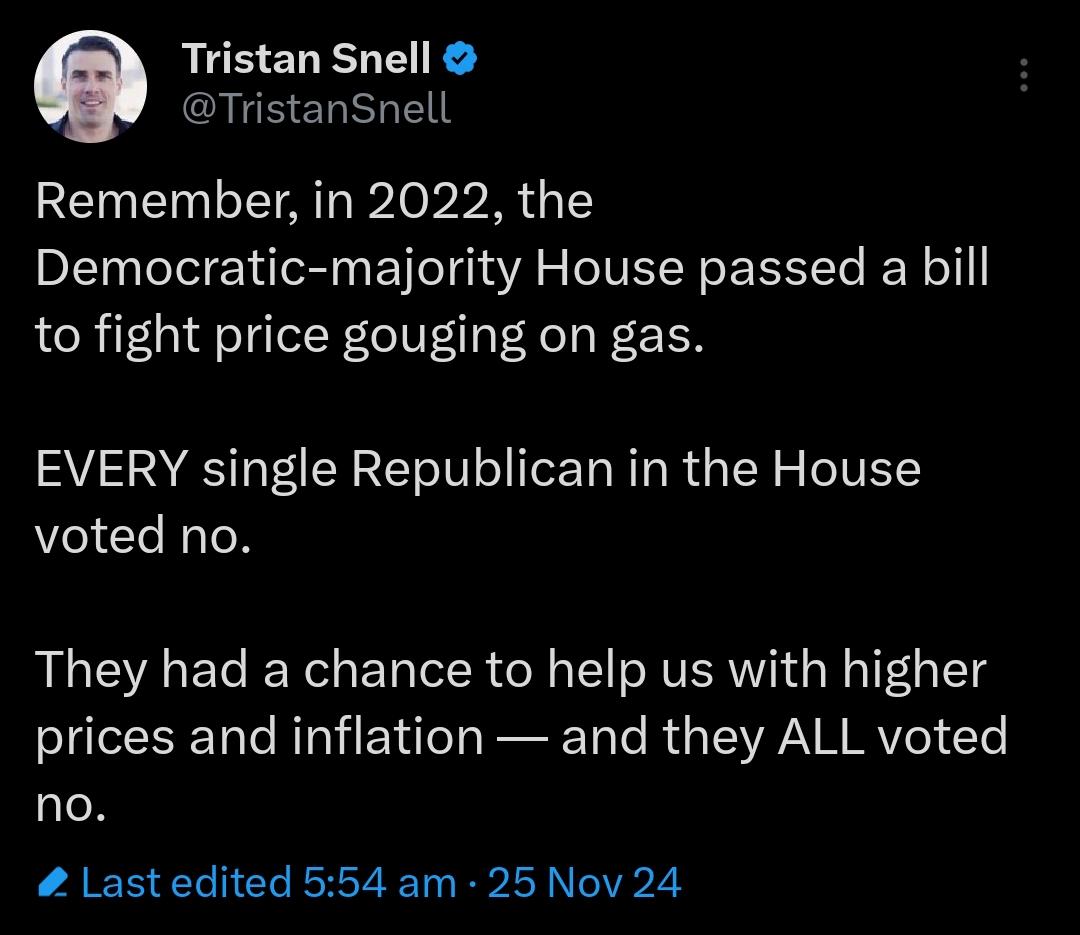 Tristan Snell
@TristanSnell
Remember, in 2022, the
Democratic-majority House passed a bill
to fight price gouging on gas.
EVERY single Republican in the House
voted no.
They had a chance to help us with higher
prices and inflation — and they ALL voted
no.
Last edited 5:54 am · 25 Nov 24